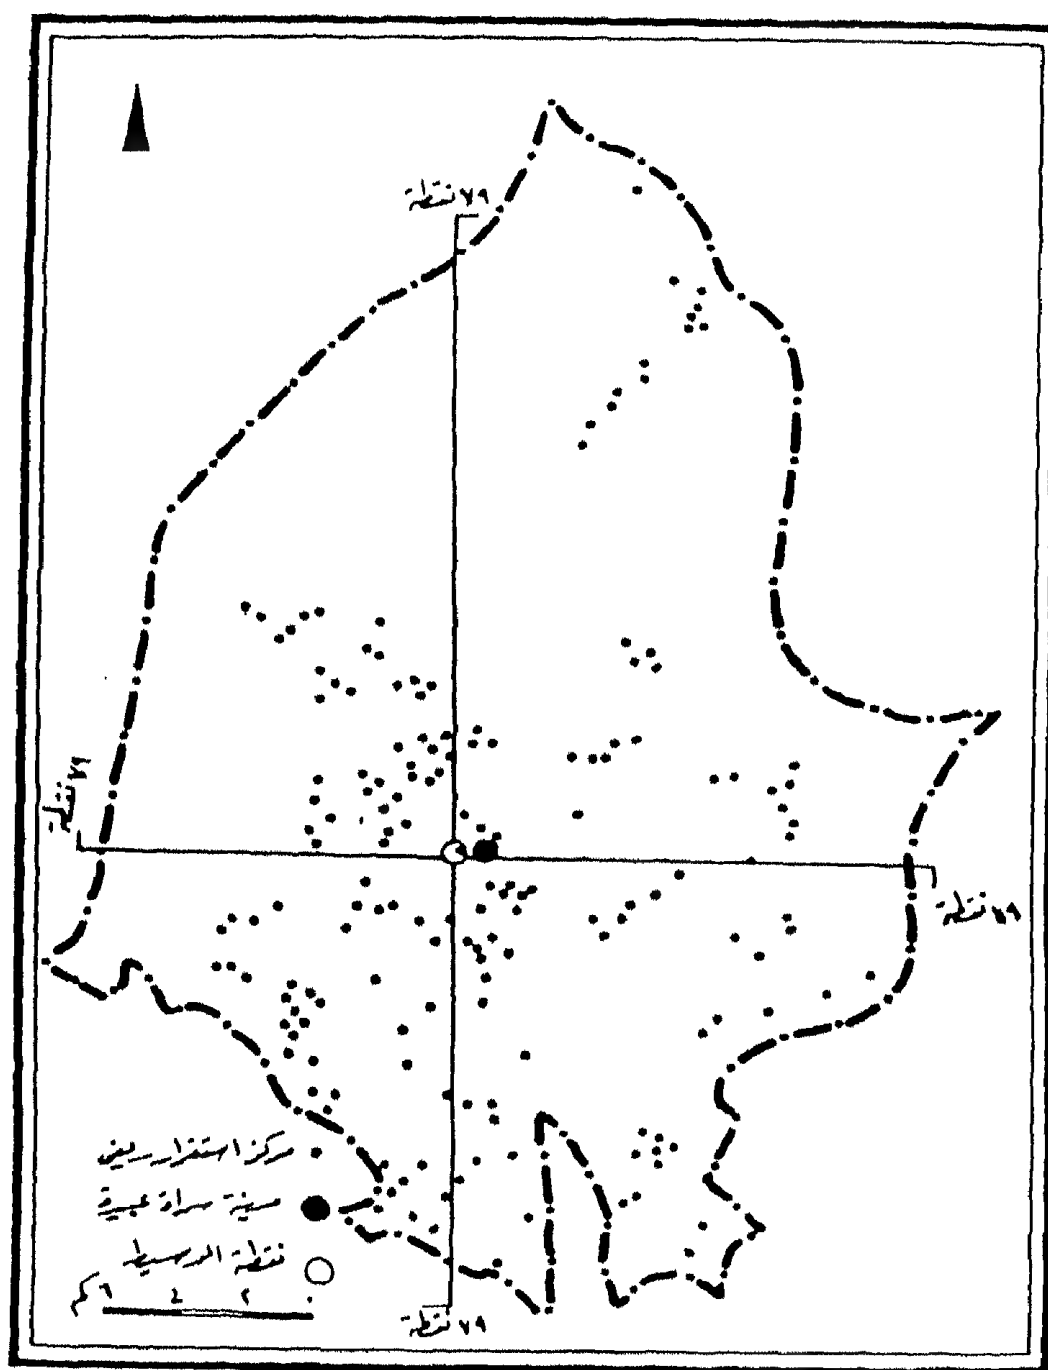 ٧٩ نقطة
٧٩ نقطة
٧٩ نقطة
مركز استقرار ريفي
مدينة سراة عبيدة
نقطة الوسيط
٠ ٢ ٤ ٦ كم
٧٩ نقطة